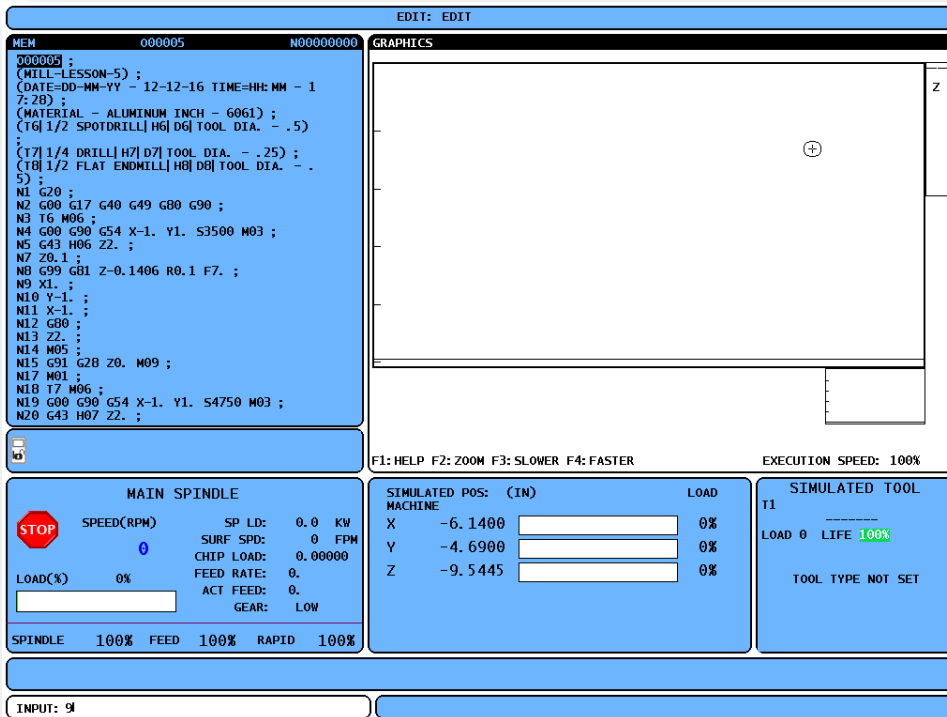 EDIT: EDIT
MEM O00005 N00000000
O00005 ;
(MILL-LESSON-5) ;
(DATE=DD-MM-YY - 12-12-16 TIME=HH:MM - 1
7:28) ;
(MATERIAL - ALUMINUM INCH - 6061) ;
(T6|1/2 SPOTDRILL|H6|D6|TOOL DIA. - .5)
;
(T7|1/4 DRILL|H7|D7|TOOL DIA. - .25) ;
(T8|1/2 FLAT ENDMILL|H8|D8|TOOL DIA. - .
5) ;
N1 G20 ;
N2 G00 G17 G40 G49 G80 G90 ;
N3 T6 M06 ;
N4 G00 G90 G54 X-1. Y1. S3500 M03 ;
N5 G43 H06 Z2. ;
N7 Z0.1 ;
N8 G99 G81 Z-0.1406 R0.1 F7. ;
N9 X1. ;
N10 Y-1. ;
N11 X-1. ;
N12 G80 ;
N13 Z2. ;
N14 M05 ;
N15 G91 G28 Z0. M09 ;
N17 M01 ;
N18 T7 M06 ;
N19 G00 G90 G54 X-1. Y1. S4750 M03 ;
N20 G43 H07 Z2. ;
GRAPHICS
Z
F1:HELP F2:ZOOM F3:SLOWER F4:FASTER EXECUTION SPEED: 100%
MAIN SPINDLE
STOP
SPEED(RPM)
0
LOAD(%) 0%
SP LD: 0.0 KW
SURF SPD: 0 FPM
CHIP LOAD: 0.00000
FEED RATE: 0.
ACT FEED: 0.
GEAR: LOW
SPINDLE 100% FEED 100% RAPID 100%
SIMULATED POS: (IN) LOAD
MACHINE
X -6.1400 0%
Y -4.6900 0%
Z -9.5445 0%
SIMULATED TOOL
T1
-------
LOAD 0 LIFE 100%
TOOL TYPE NOT SET
INPUT: 9